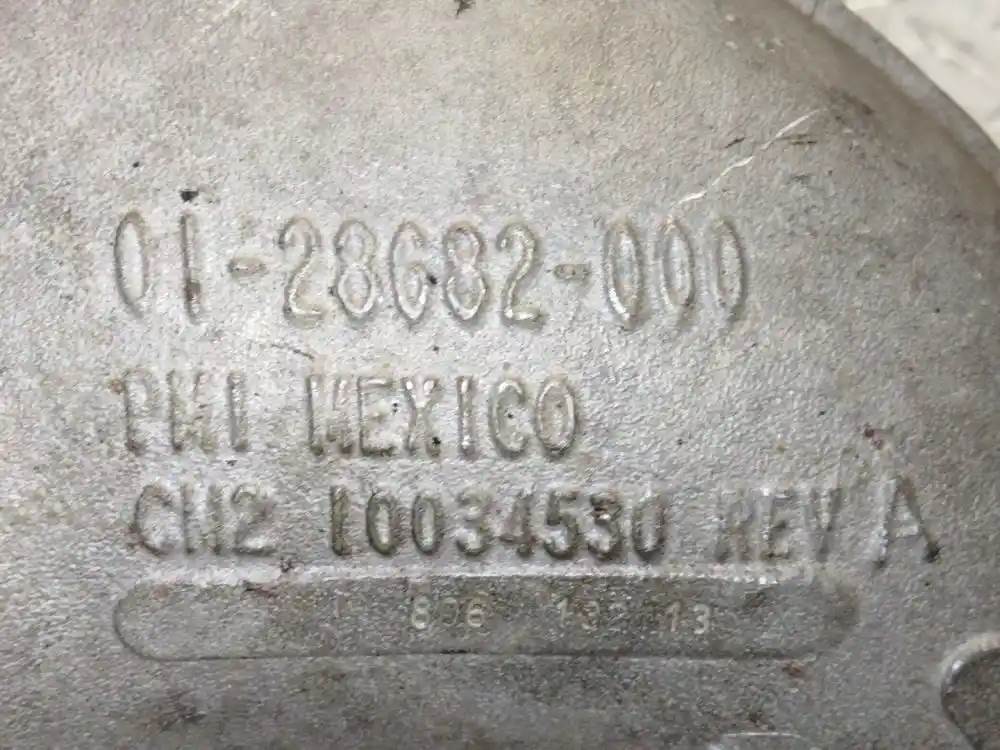 01-28682-000
PMI MEXICO
CH2 10034530 REV A